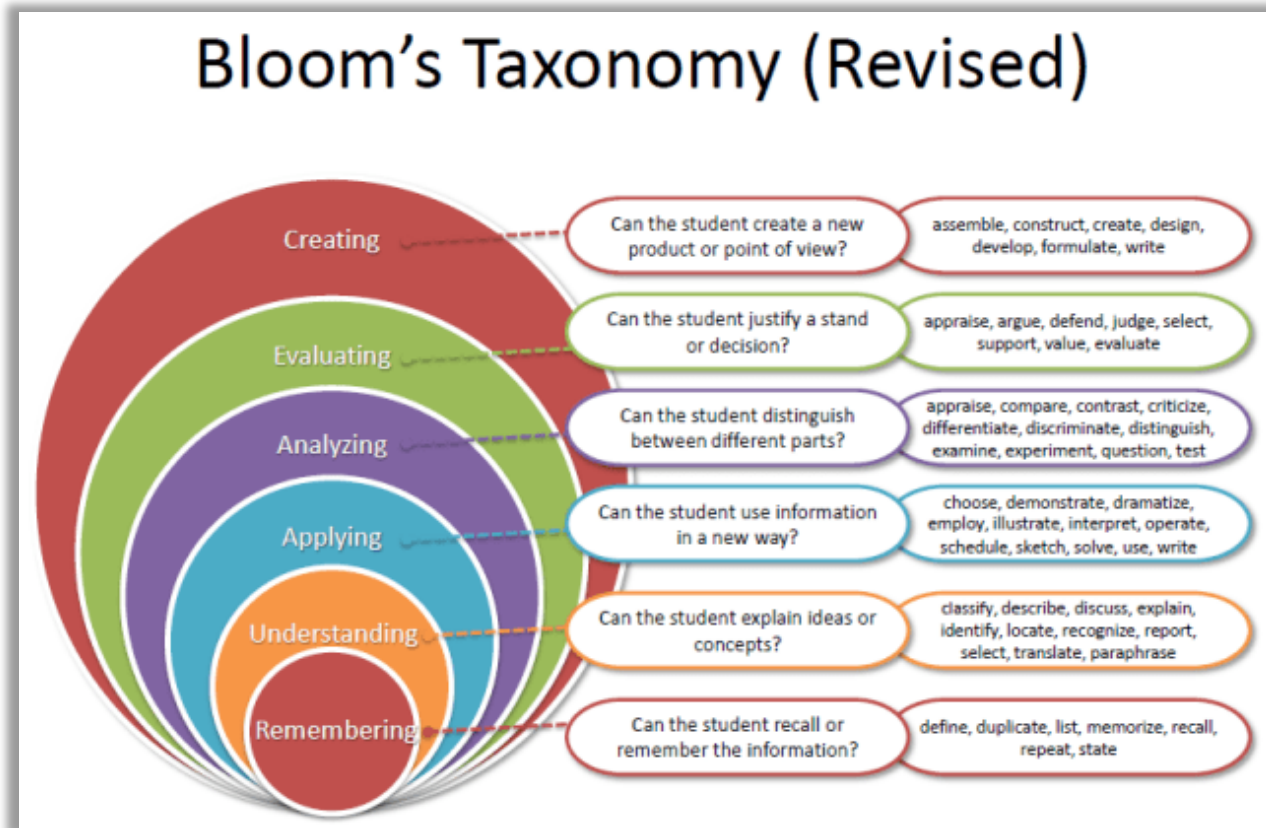 Bloom's Taxonomy (Revised)
Creating
Can the student create a new
product or point of view?
assemble, construct, create, design,
develop, formulate, write
Evaluating
Can the student justify a stand
or decision?
appraise, argue, defend, judge, select,
support, value, evaluate
Analyzing
Can the student distinguish
between different parts?
appraise, compare, contrast, criticize,
differentiate, discriminate, distinguish,
examine, experiment, question, test
Applying
Can the student use information
in a new way?
choose, demonstrate, dramatize,
employ, illustrate, interpret, operate,
schedule, sketch, solve, use, write
Understanding
Can the student explain ideas or
concepts?
classify, describe, discuss, explain,
identify, locate, recognize, report,
select, translate, paraphrase
Remembering
Can the student recall or
remember the information?
define, duplicate, list, memorize, recall,
repeat, state